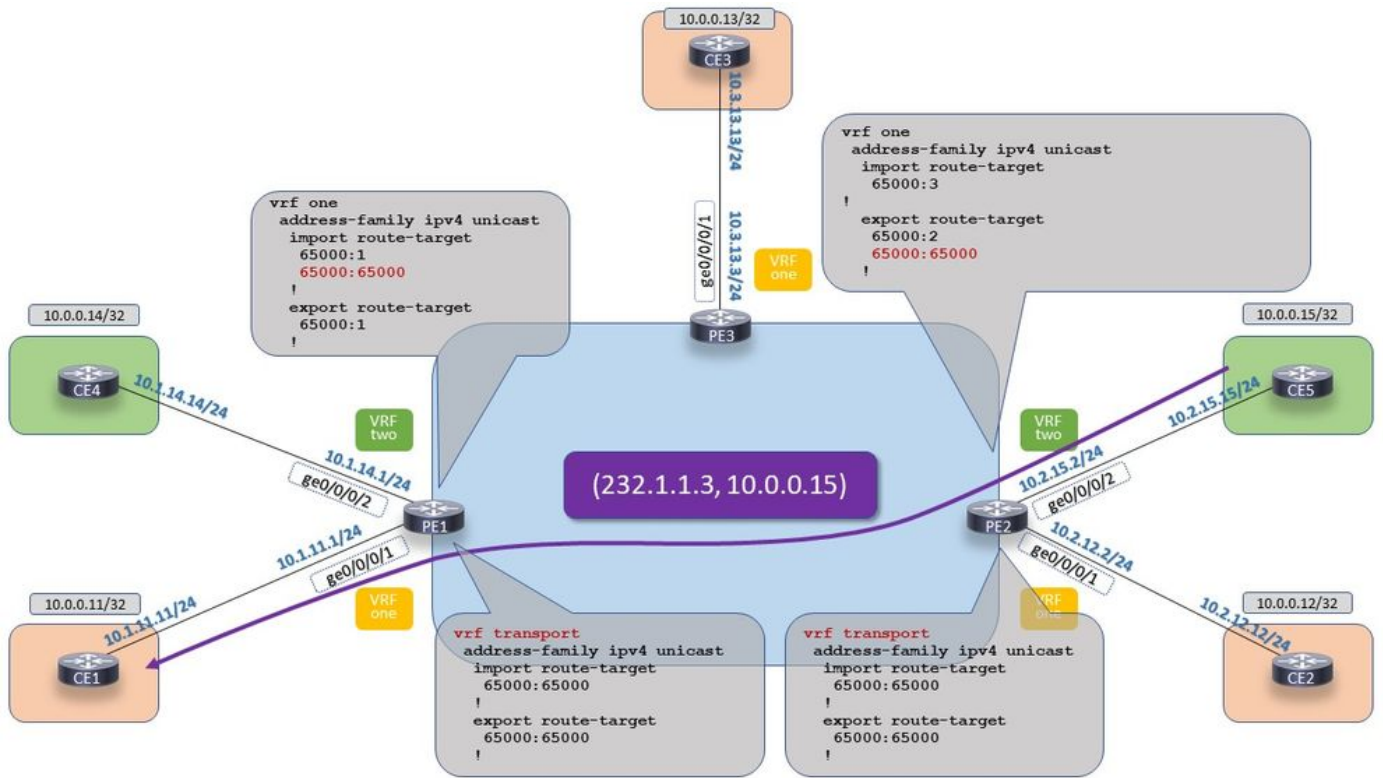 10.0.0.13/32
CE3
10.3.13.13/24
vrf one
address-family ipv4 unicast
import route-target
65000:3
!
export route-target
65000:2
65000:65000
!
vrf one
address-family ipv4 unicast
import route-target
65000:1
65000:65000
!
export route-target
65000:1
!
ge0/0/0/1
10.3.13.3/24
VRF
one
PE3
10.0.0.14/32
CE4
10.1.14.14/24
VRF
two
10.1.14.1/24
ge0/0/0/2
10.0.0.15/32
CE5
10.2.15.15/24
VRF
two
10.2.15.2/24
ge0/0/0/2
(232.1.1.3, 10.0.0.15)
PE1
PE2
10.1.11.1/24
ge0/0/0/1
VRF
one
10.0.0.11/32
10.1.11.11/24
CE1
10.2.12.2/24
ge0/0/0/1
VRF
one
10.0.0.12/32
10.2.12.12/24
CE2
vrf transport
address-family ipv4 unicast
import route-target
65000:65000
!
export route-target
65000:65000
!
vrf transport
address-family ipv4 unicast
import route-target
65000:65000
!
export route-target
65000:65000
!